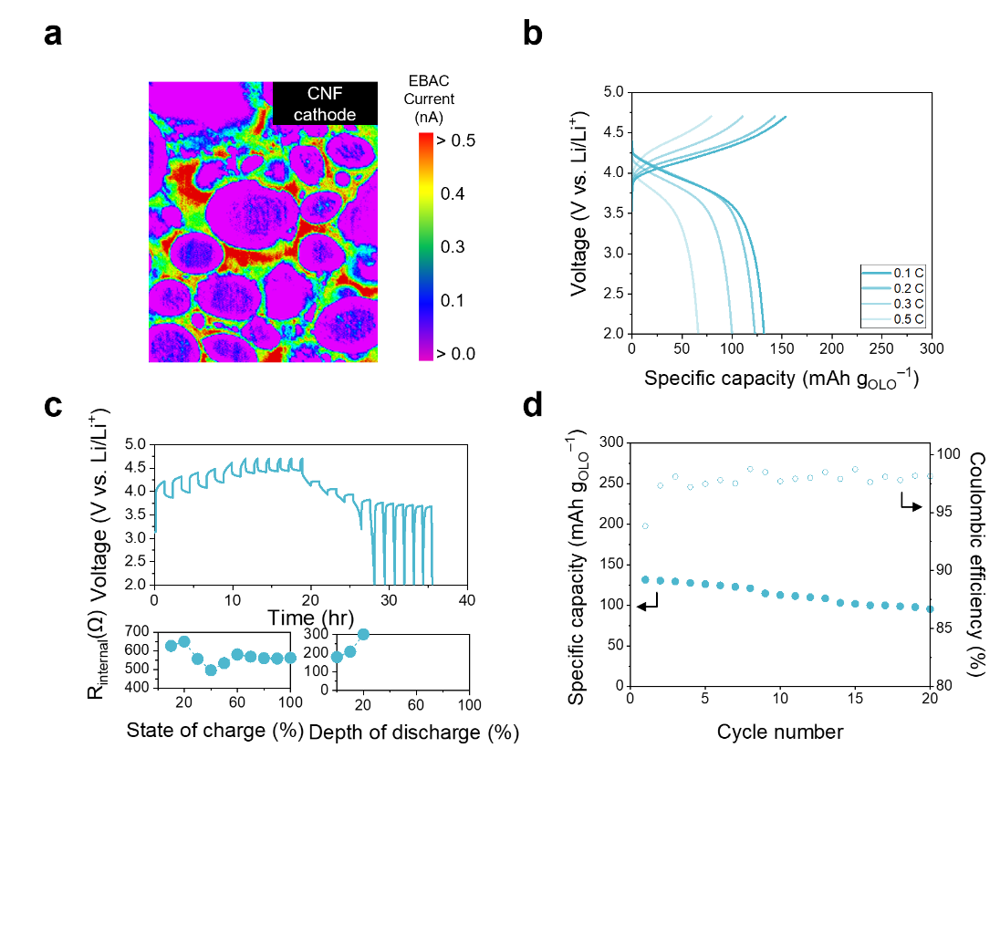 a
CNF
cathode
EBAC
Current
(nA)
> 0.5
0.4
0.3
0.1
> 0.0
b
Voltage (V vs. Li/Li⁺)
5.0
4.5
4.0
3.5
3.0
2.5
2.0
0 50 100 150 200 250 300
0.1 C
0.2 C
0.3 C
0.5 C
Specific capacity (mAh g_OLO⁻¹)
c
Voltage (V vs. Li/Li⁺)
5.0
4.5
4.0
3.5
3.0
2.5
2.0
0 10 20 30 40
Time (hr)
R_internal(Ω)
700
600
500
400
20 60 100
State of charge (%)
300
200
100
0
20 60 100
Depth of discharge (%)
d
Specific capacity (mAh g_OLO⁻¹)
300
250
200
150
100
50
0
0 5 10 15 20
Cycle number
100
95
90
85
80
Coulombic efficiency (%)